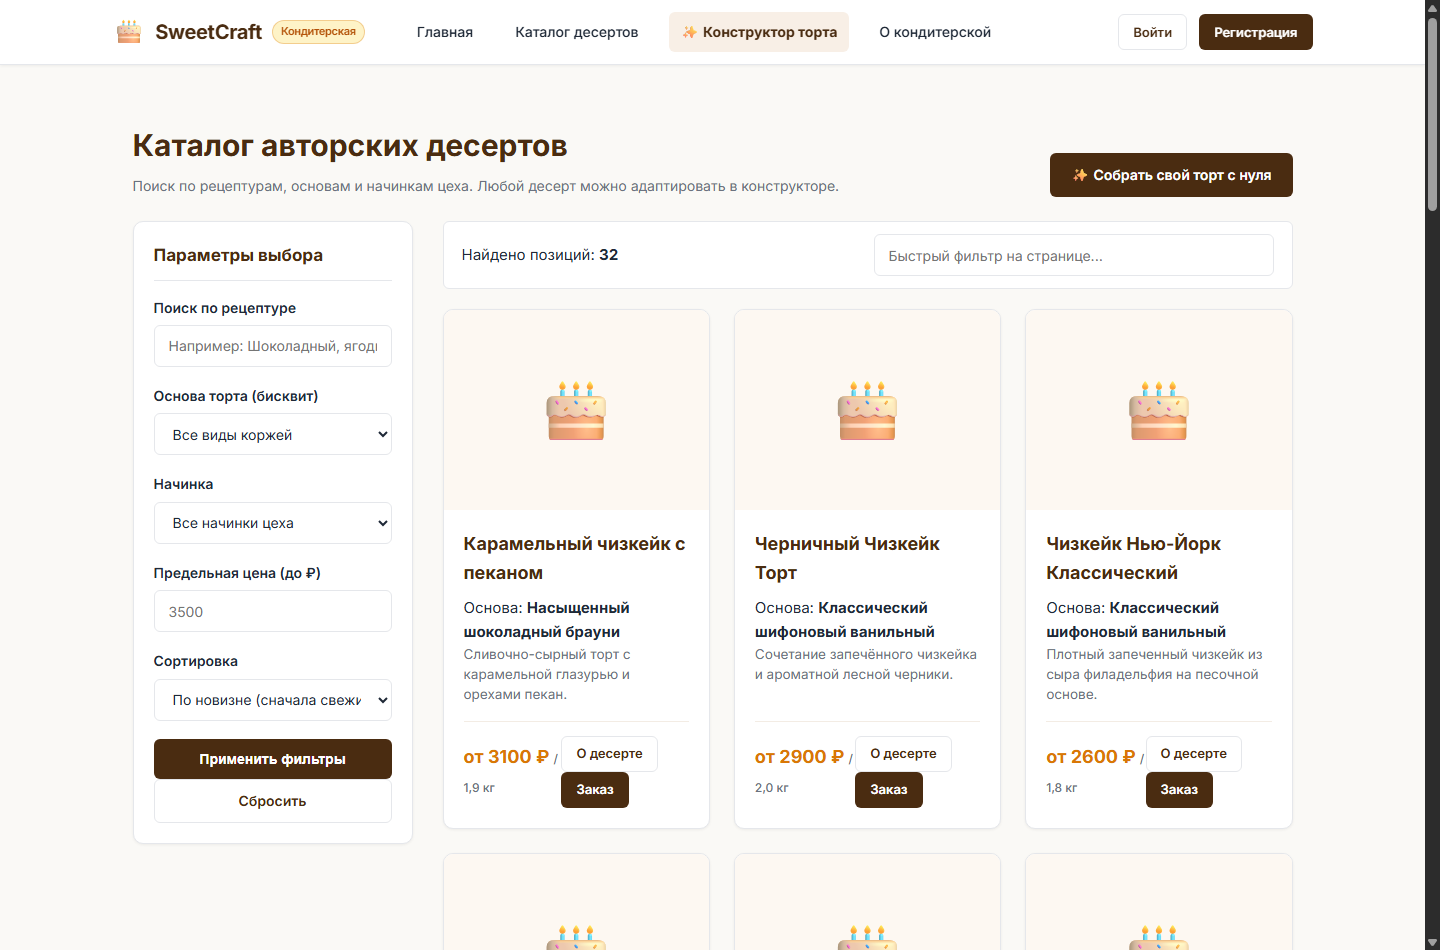 SweetCraft Кондитерская Главная Каталог десертов ✨ Конструктор торта О кондитерской Войти Регистрация
Каталог авторских десертов
Поиск по рецептурам, основам и начинкам цеха. Любой десерт можно адаптировать в конструкторе.
✨ Собрать свой торт с нуля
Параметры выбора
Поиск по рецептуре
Например: Шоколадный, ягоды
Основа торта (бисквит)
Все виды коржей
Начинка
Все начинки цеха
Предельная цена (до ₽)
3500
Сортировка
По новизне (сначала свежи
Применить фильтры
Сбросить
Найдено позиций: 32
Быстрый фильтр на странице...
Карамельный чизкейк с
пеканом
Основа: Насыщенный
шоколадный брауни
Сливочно-сырный торт с
карамельной глазурью и
орехами пекан.
от 3100 ₽ /
1,9 кг
О десерте
Заказ
Черничный Чизкейк
Торт
Основа: Классический
шифоновый ванильный
Сочетание запечённого чизкейка
и ароматной лесной черники.
от 2900 ₽ /
2,0 кг
О десерте
Заказ
Чизкейк Нью-Йорк
Классический
Основа: Классический
шифоновый ванильный
Плотный запеченный чизкейк из
сыра филадельфия на песочной
основе.
от 2600 ₽ /
1,8 кг
О десерте
Заказ